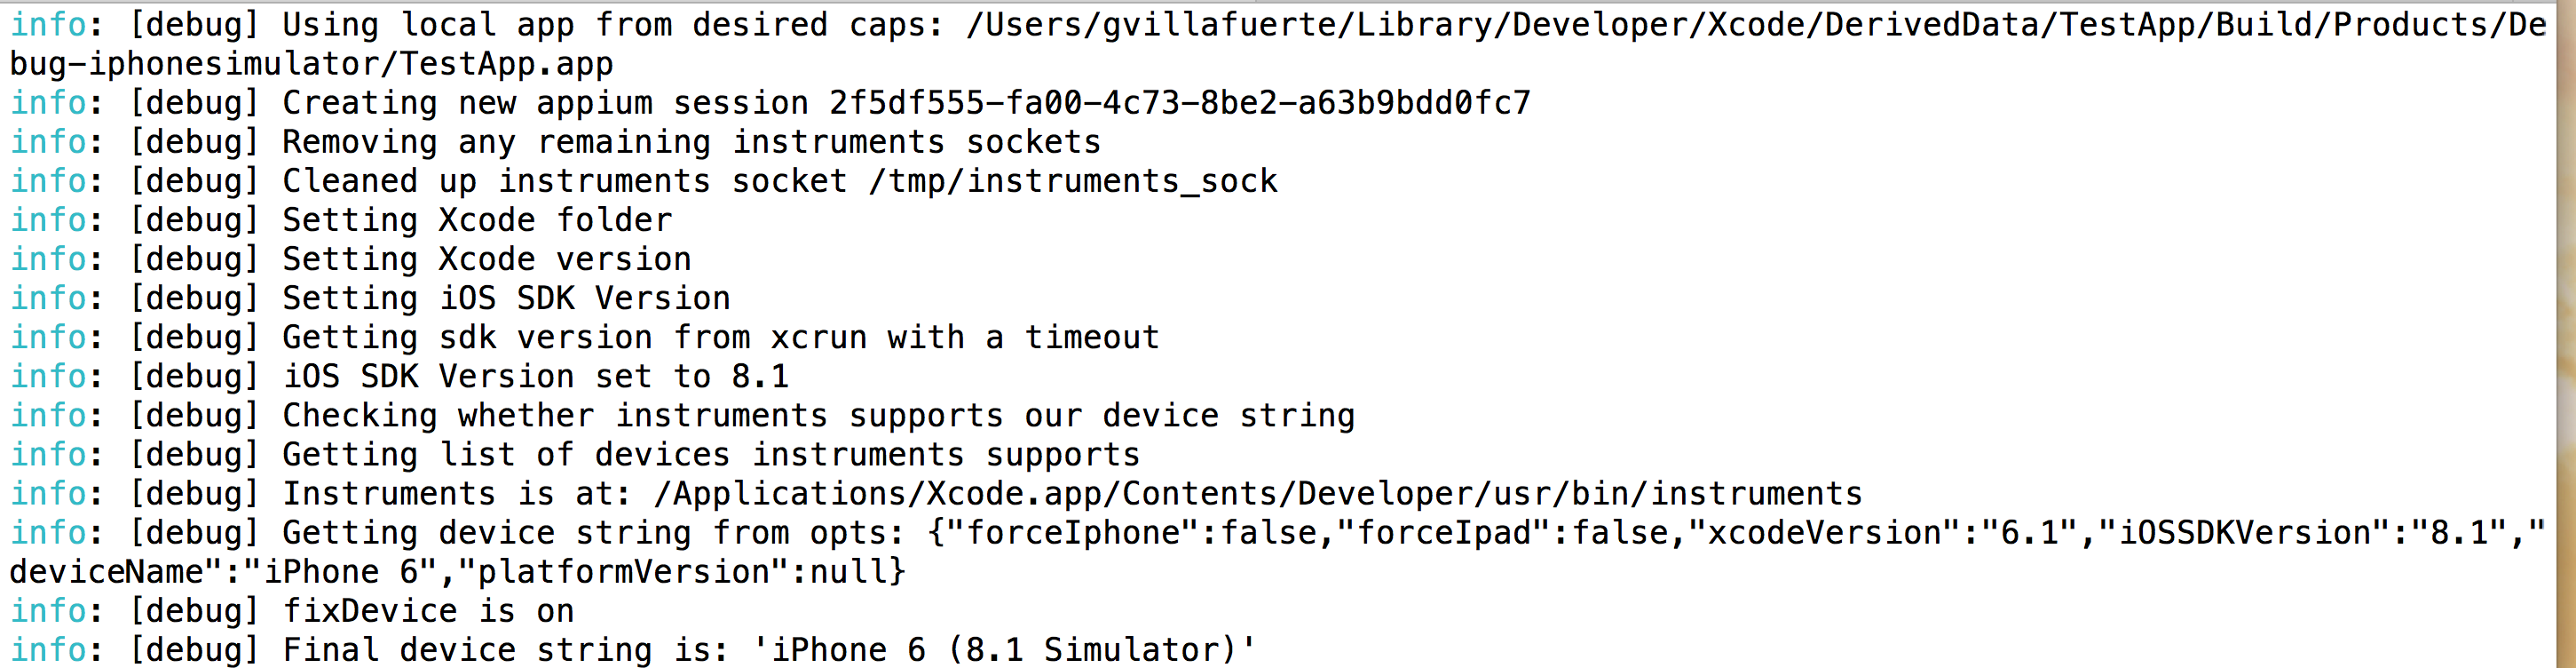 info: [debug] Using local app from desired caps: /Users/gvillafuerte/Library/Developer/Xcode/DerivedData/TestApp/Build/Products/De
bug-iphonesimulator/TestApp.app
info: [debug] Creating new appium session 2f5df555-fa00-4c73-8be2-a63b9bdd0fc7
info: [debug] Removing any remaining instruments sockets
info: [debug] Cleaned up instruments socket /tmp/instruments_sock
info: [debug] Setting Xcode folder
info: [debug] Setting Xcode version
info: [debug] Setting iOS SDK Version
info: [debug] Getting sdk version from xcrun with a timeout
info: [debug] iOS SDK Version set to 8.1
info: [debug] Checking whether instruments supports our device string
info: [debug] Getting list of devices instruments supports
info: [debug] Instruments is at: /Applications/Xcode.app/Contents/Developer/usr/bin/instruments
info: [debug] Getting device string from opts: {"forceIphone":false,"forceIpad":false,"xcodeVersion":"6.1","iOSSDKVersion":"8.1","
deviceName":"iPhone 6","platformVersion":null}
info: [debug] fixDevice is on
info: [debug] Final device string is: 'iPhone 6 (8.1 Simulator)'